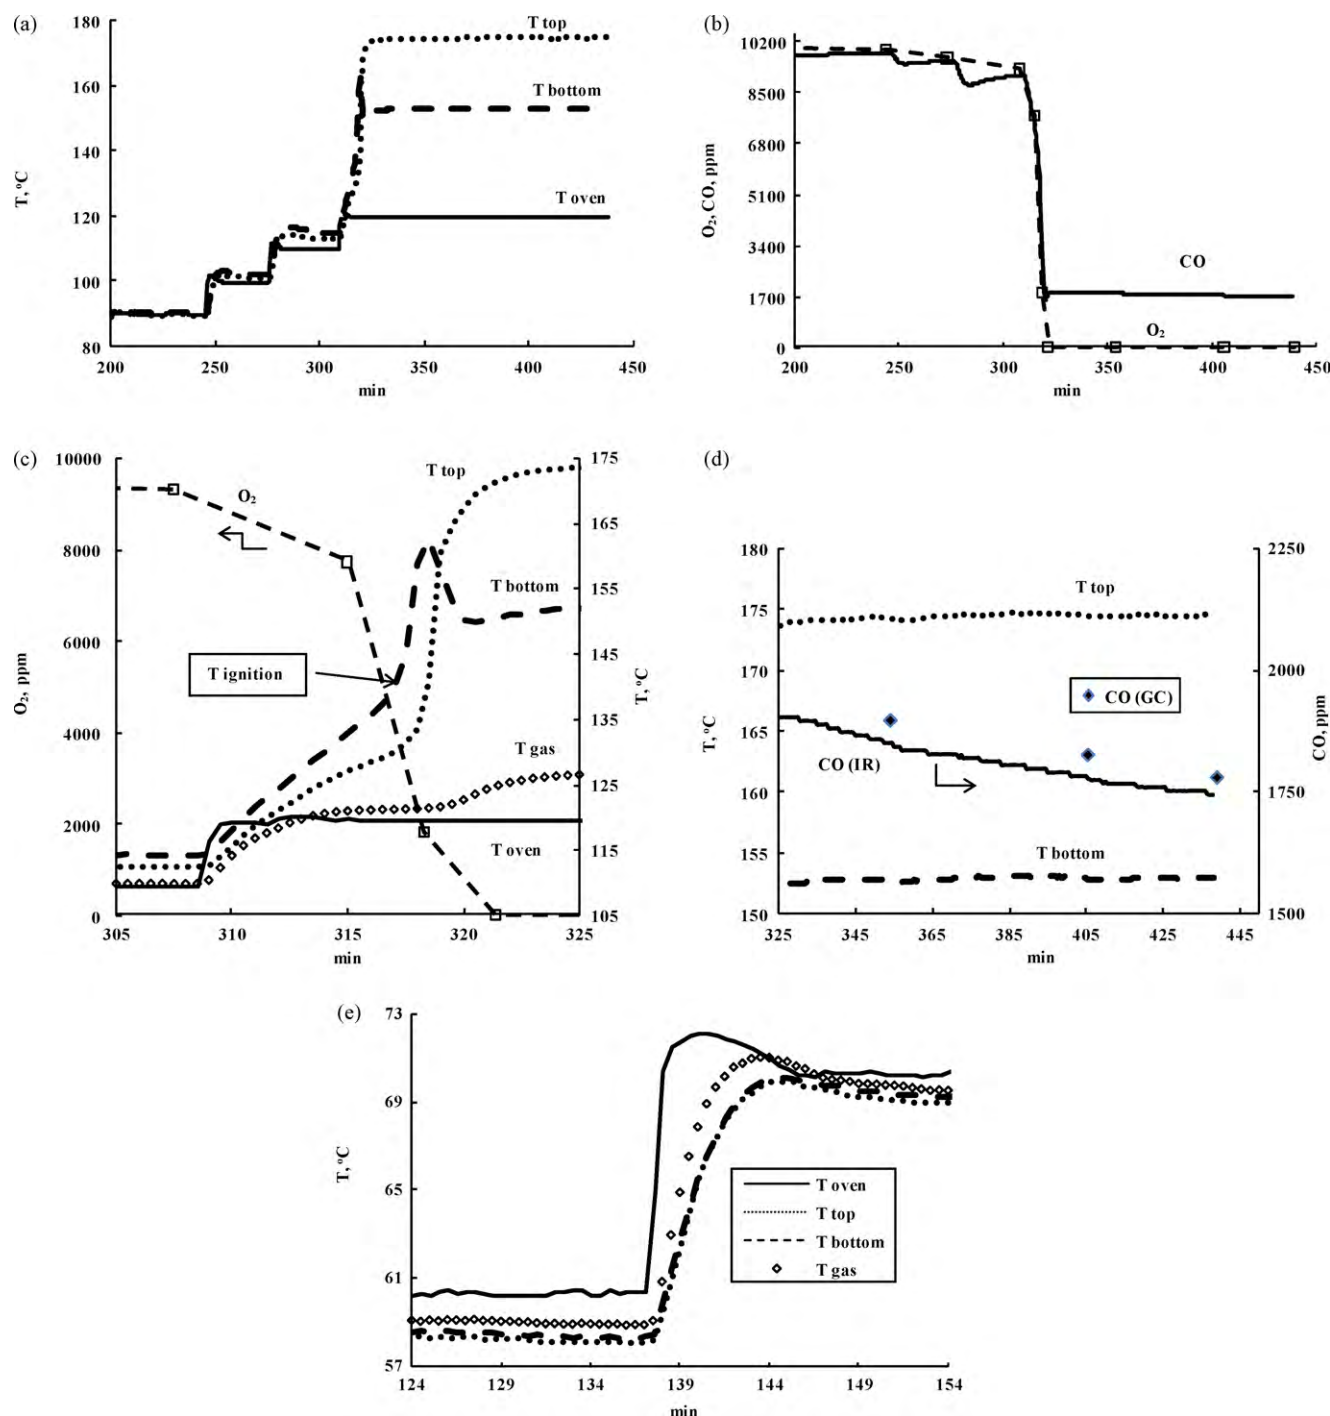 (a)
180
160
140
120
100
80
T, °C
T top
T bottom
T oven
200
250
300
350
400
450
min
(b)
10200
8500
6800
5100
3400
1700
0
O₂, CO, ppm
CO
O₂
200
250
300
350
400
450
min
(c)
10000
8000
6000
4000
2000
0
O₂, ppm
O₂
T top
T bottom
T ignition
T gas
T oven
175
165
155
145
135
125
115
105
T, °C
305
310
315
320
325
min
(d)
180
175
170
165
160
155
150
T, °C
T top
CO (GC)
CO (IR)
T bottom
2250
2000
1750
1500
CO, ppm
325
345
365
385
405
425
445
min
(e)
73
69
65
61
57
T, °C
T oven
T top
T bottom
T gas
124
129
134
139
144
149
154
min